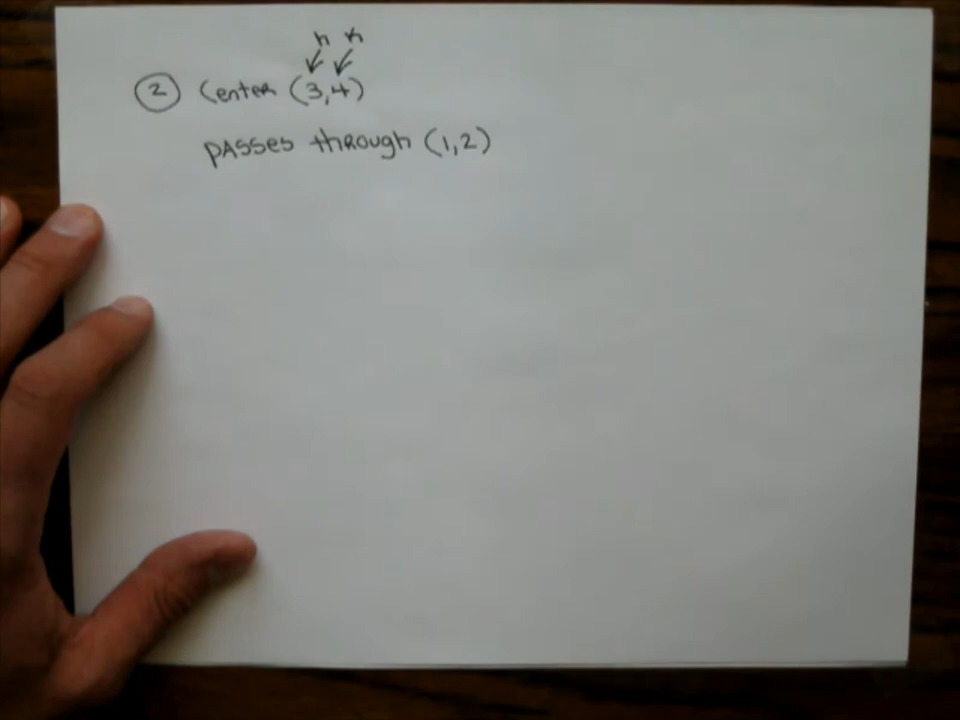 h k
② Center (3,4)
passes through (1,2)